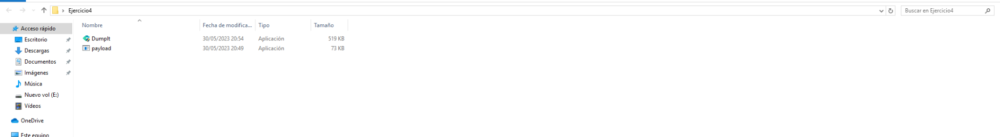 Ejercicio4
Buscar en Ejercicio4
Nombre Fecha de modifica... Tipo Tamaño
DumpIt 30/05/2023 20:54 Aplicación 519 KB
payload 30/05/2023 20:49 Aplicación 73 KB
Acceso rápido
Escritorio
Descargas
Documentos
Imágenes
Música
Nuevo vol (E:)
Vídeos
OneDrive
Este equipo